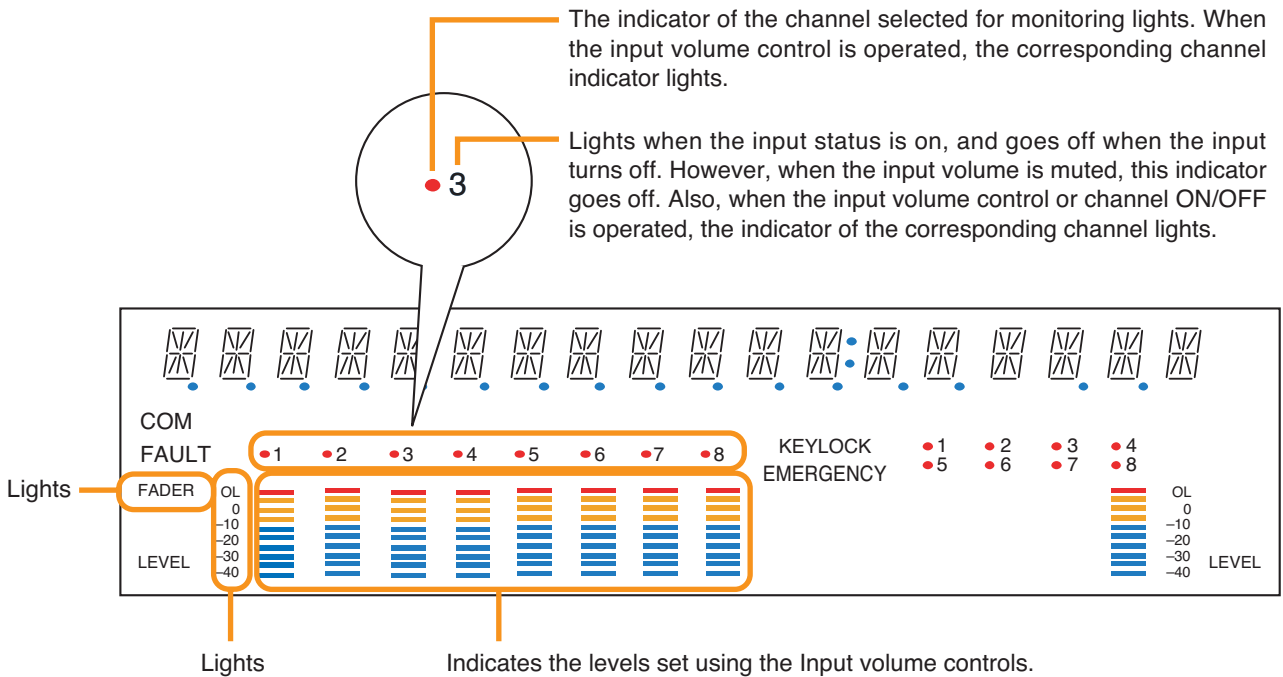 The indicator of the channel selected for monitoring lights. When
the input volume control is operated, the corresponding channel
indicator lights.
Lights when the input status is on, and goes off when the input
turns off. However, when the input volume is muted, this indicator
goes off. Also, when the input volume control or channel ON/OFF
is operated, the indicator of the corresponding channel lights.
3
COM
FAULT
1 2 3 4 5 6 7 8
KEYLOCK
EMERGENCY
1 2 3 4
5 6 7 8
Lights
FADER
LEVEL
OL
0
–10
–20
–30
–40
OL
0
–10
–20
–30
–40
LEVEL
Lights
Indicates the levels set using the Input volume controls.